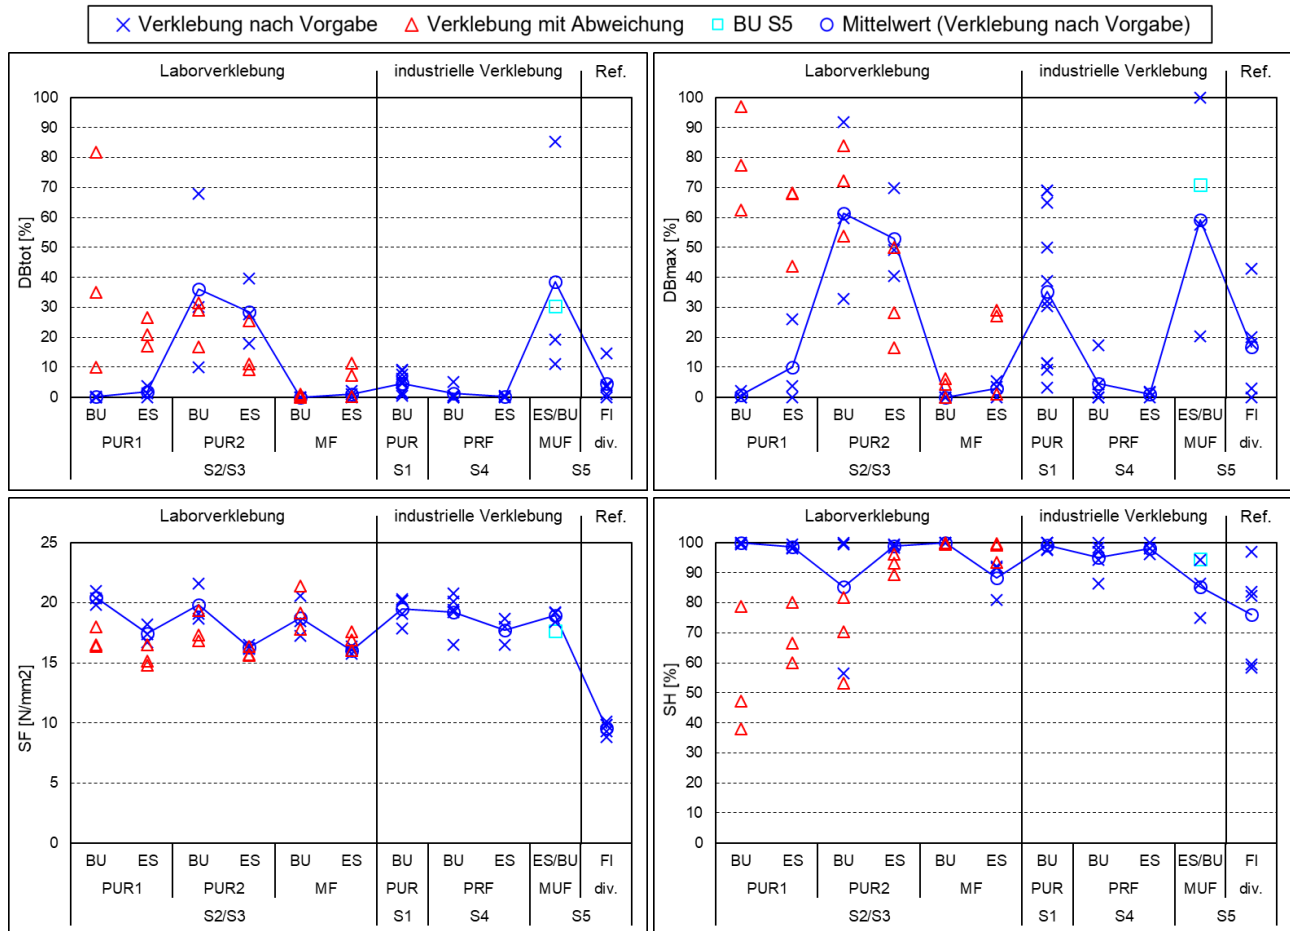 Verklebung nach Vorgabe Verklebung mit Abweichung BU S5 Mittelwert (Verklebung nach Vorgabe)
Laborverklebung industrielle Verklebung Ref.
DBtot [%]
100
90
80
70
60
50
40
30
20
10
0
BU ES BU ES BU ES BU BU ES ES/BU FI
PUR1 PUR2 MF PUR PRF MUF div.
S2/S3 S1 S4 S5
Laborverklebung industrielle Verklebung Ref.
DBmax [%]
100
90
80
70
60
50
40
30
20
10
0
BU ES BU ES BU ES BU BU ES ES/BU FI
PUR1 PUR2 MF PUR PRF MUF div.
S2/S3 S1 S4 S5
Laborverklebung industrielle Verklebung Ref.
SF [N/mm2]
25
20
15
10
5
0
BU ES BU ES BU ES BU BU ES ES/BU FI
PUR1 PUR2 MF PUR PRF MUF div.
S2/S3 S1 S4 S5
Laborverklebung industrielle Verklebung Ref.
SH [%]
100
90
80
70
60
50
40
30
20
10
0
BU ES BU ES BU ES BU BU ES ES/BU FI
PUR1 PUR2 MF PUR PRF MUF div.
S2/S3 S1 S4 S5